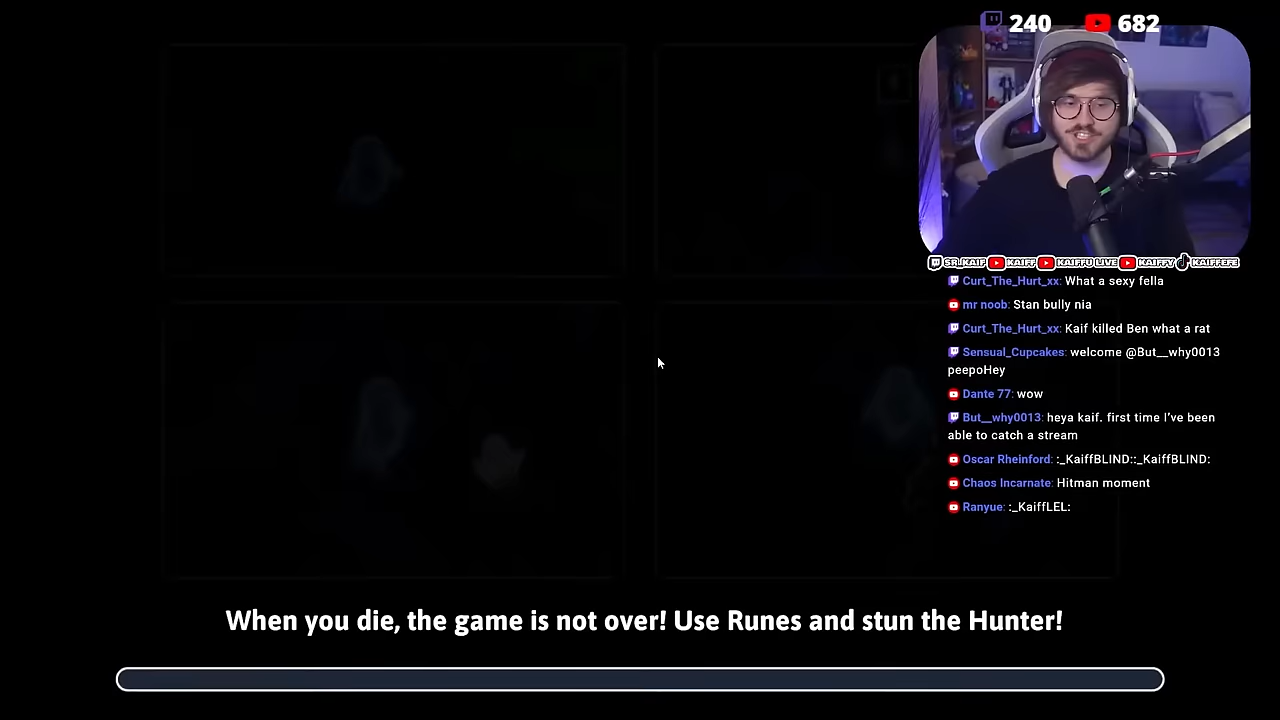 240 682
SR_KAIF KAIFF KAIFFU LIVE KAIFFY KAIFFEFE
Curt_The_Hurt_xx: What a sexy fella
mr noob: Stan bully nia
Curt_The_Hurt_xx: Kaif killed Ben what a rat
Sensual_Cupcakes: welcome @But__why0013
peepoHey
Dante 77: wow
But__why0013: heya kaif. first time I've been
able to catch a stream
Oscar Rheinford: :_KaiffBLIND::_KaiffBLIND:
Chaos Incarnate: Hitman moment
Ranyue: :_KaiffLEL:
When you die, the game is not over! Use Runes and stun the Hunter!